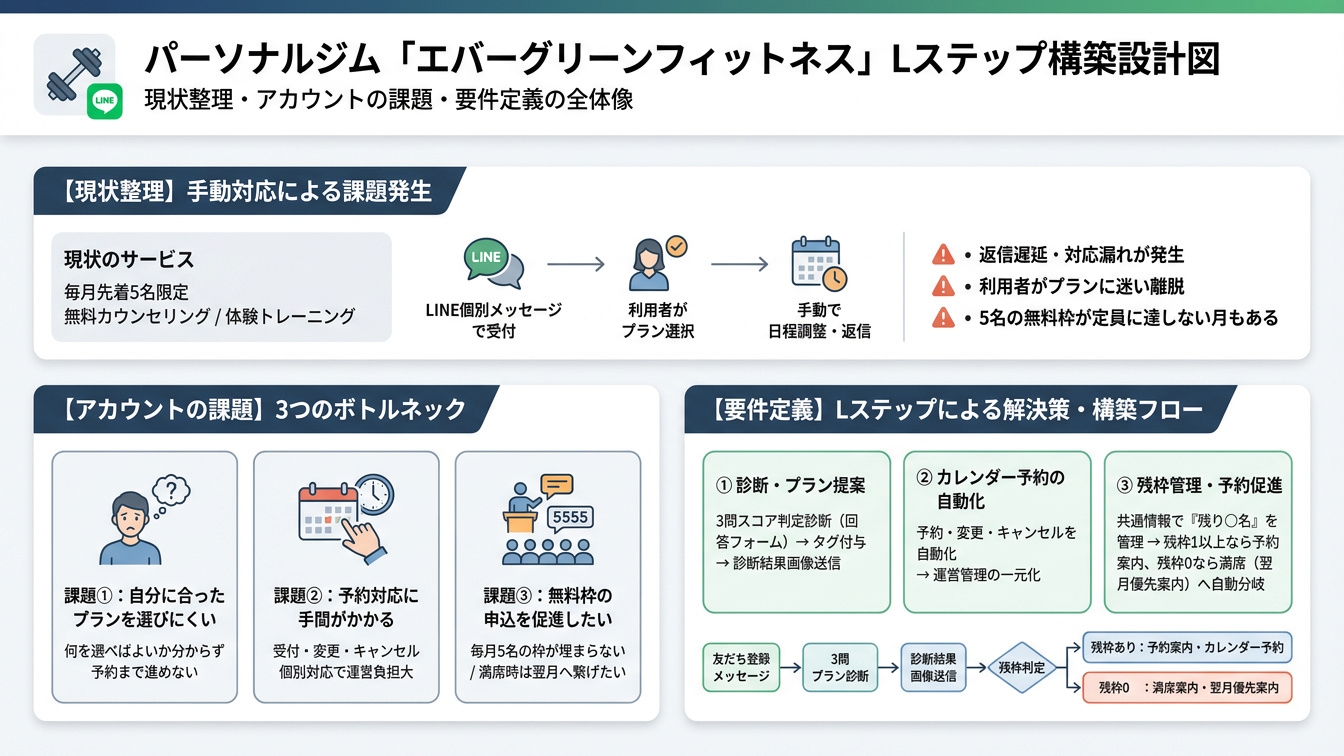 パーソナルジム「エバーグリーンフィットネス」Lステップ構築設計図
LINE
現状整理・アカウントの課題・要件定義の全体像
【現状整理】手動対応による課題発生
現状のサービス
毎月先着5名限定
無料カウンセリング / 体験トレーニング
LINE
LINE個別メッセージ
で受付
利用者が
プラン選択
手動で
日程調整・返信
• 返信遅延・対応漏れが発生
• 利用者がプランに迷い離脱
• 5名の無料枠が定員に達しない月もある
【アカウントの課題】3つのボトルネック
?
課題①：自分に合った
プランを選びにくい
何を選べばよいか分からず
予約まで進めない
課題②：予約対応に
手間がかかる
受付・変更・キャンセル
個別対応で運営負担大
5555
課題③：無料枠の
申込を促進したい
毎月5名の枠が埋まらない
/ 満席時は翌月へ繋げたい
【要件定義】Lステップによる解決策・構築フロー
① 診断・プラン提案
3問スコア判定診断（回
答フォーム）→ タグ付与
→ 診断結果画像送信
② カレンダー予約の
自動化
予約・変更・キャンセルを
自動化
→ 運営管理の一元化
③ 残枠管理・予約促進
共通情報で『残り○名』を
管理 → 残枠1以上なら予約
案内、残枠0なら満席（翌
月優先案内）へ自動分岐
友だち登録
メッセージ
3問
プラン診断
診断結果
画像送信
残枠判定
残枠あり：予約案内・カレンダー予約
残枠0　：満席案内・翌月優先案内